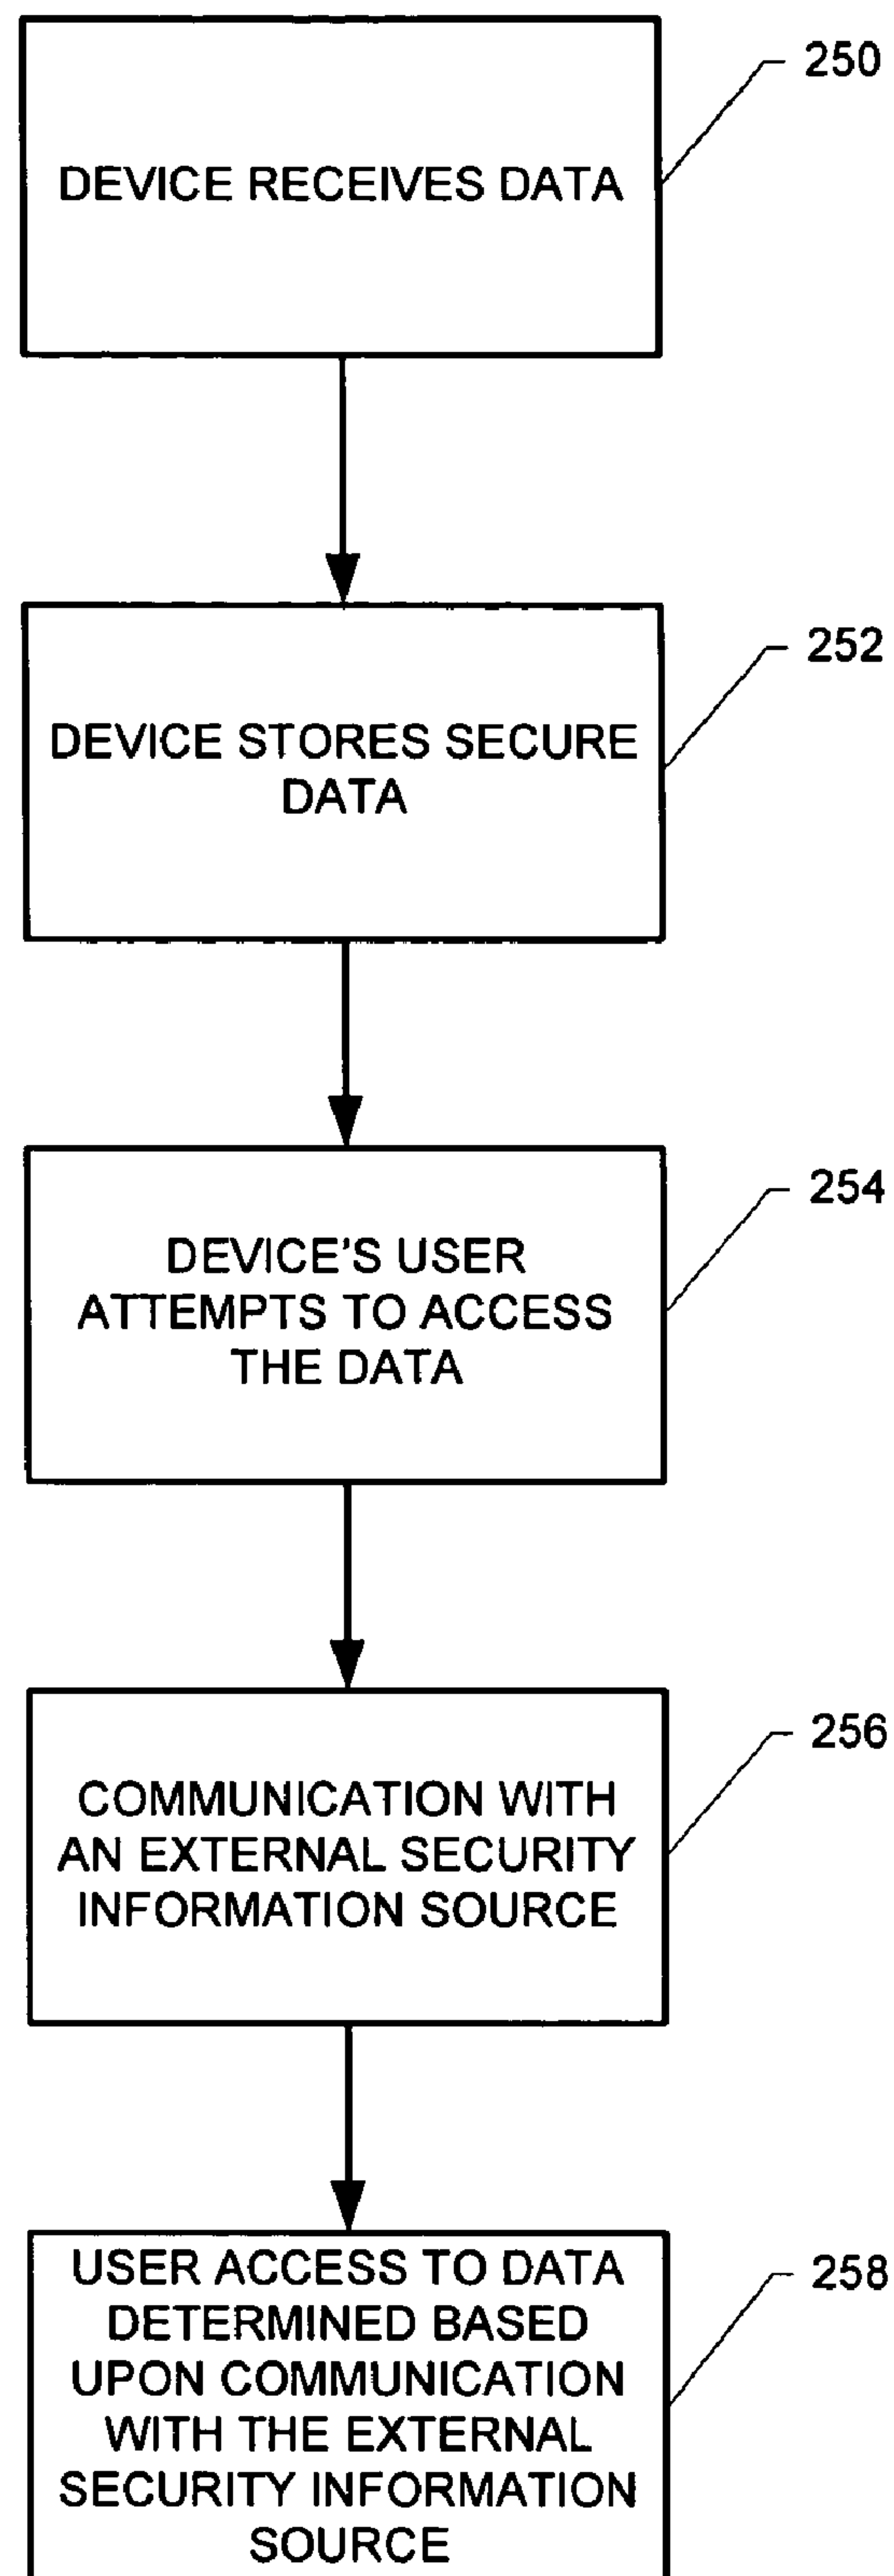 250
DEVICE RECEIVES DATA
252
DEVICE STORES SECURE
DATA
254
DEVICE'S USER
ATTEMPTS TO ACCESS
THE DATA
256
COMMUNICATION WITH
AN EXTERNAL SECURITY
INFORMATION SOURCE
258
USER ACCESS TO DATA
DETERMINED BASED
UPON COMMUNICATION
WITH THE EXTERNAL
SECURITY INFORMATION
SOURCE